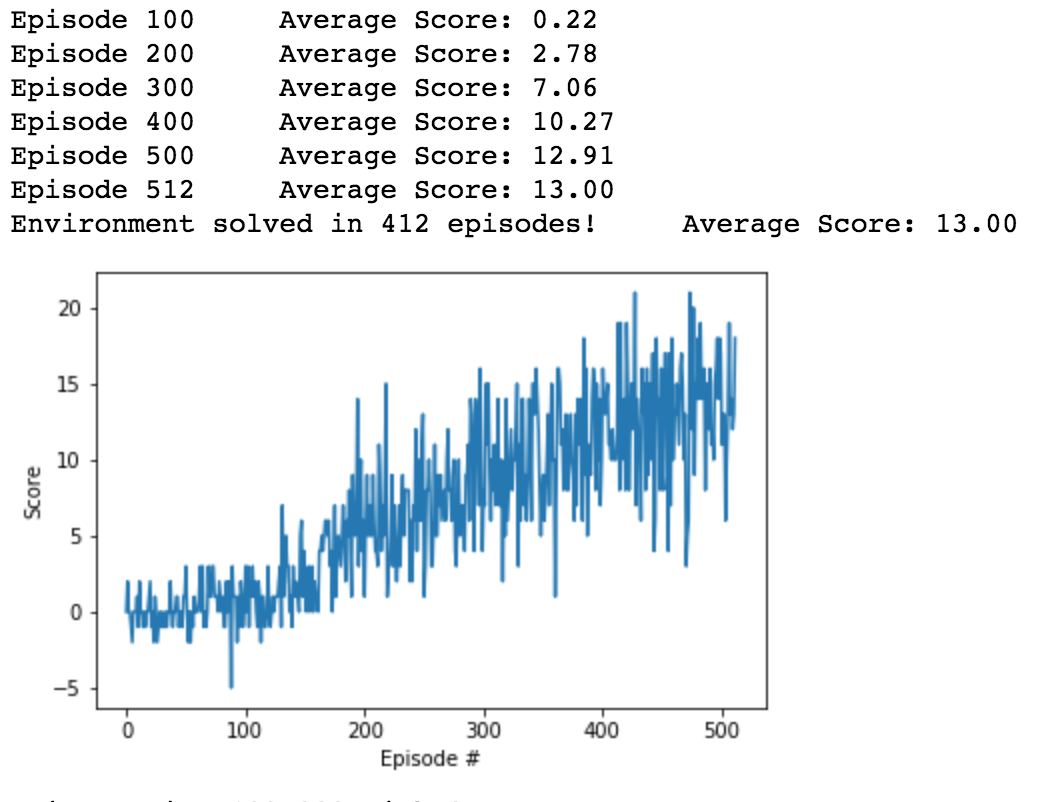 Episode 100	Average Score: 0.22
Episode 200	Average Score: 2.78
Episode 300	Average Score: 7.06
Episode 400	Average Score: 10.27
Episode 500	Average Score: 12.91
Episode 512	Average Score: 13.00
Environment solved in 412 episodes!	Average Score: 13.00
20
15
10
5
0
−5
Score
0 100 200 300 400 500
Episode #